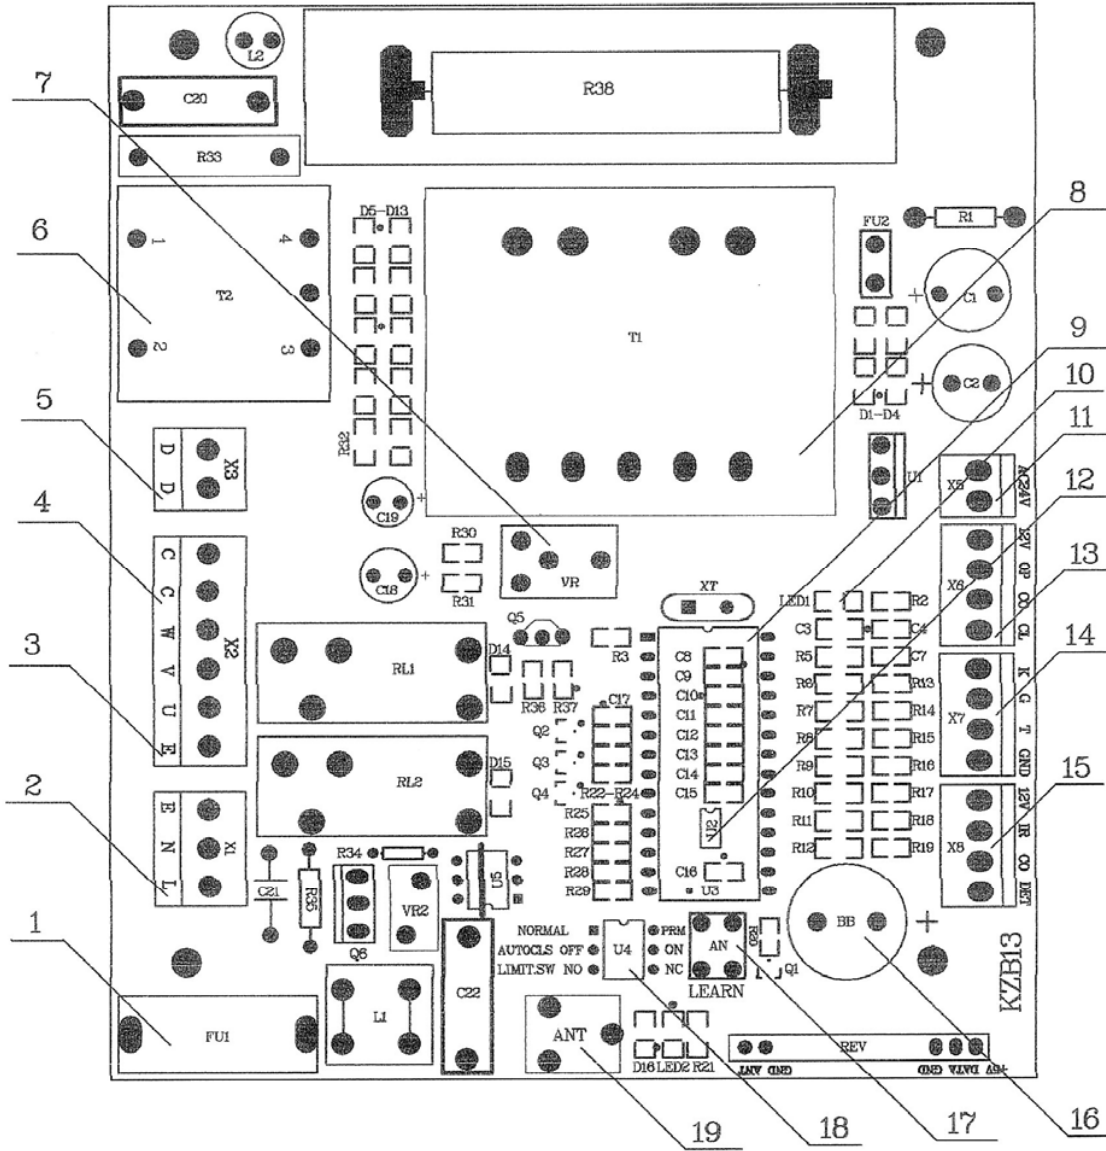 L2
7
C20
R38
R33
D5-D13
FU2
R1
8
6
1
4
T2
C1
T1
9
2
3
10
C2
D1-D4
5
11
R32
D
D
X3
U1
X5
AC24V
12
C19
4
R30
VR
C18
R31
XT
12V
OP
CO
CL
X6
13
C
C
W
V
U
E
X2
LED1
R2
Q5
C3
C4
3
RL1
D14
R3
C8
R5
C7
C9
R6
R13
K
G
T
GND
X7
14
R36
R37
C17
C10
R7
R14
C11
Q2
C12
R8
R15
RL2
D15
Q3
C13
R9
R16
C14
2
Q4
R22-R24
C15
R10
R17
12V
IR
CO
DET
X8
15
E
N
L
X1
R25
R11
R18
R26
U2
R34
R27
R12
R19
C21
R35
U5
R28
C16
VR2
R29
U3
1
NORMAL
PRM
AN
R20
BB
AUTOCLS OFF
U4
ON
Q6
LIMIT.SW NO
NC
Q1
LEARN
KZB13
C22
FU1
L1
ANT
REV
D16
LED2
R21
ANT
GND
GND
DATA
+5V
19
18
17
16